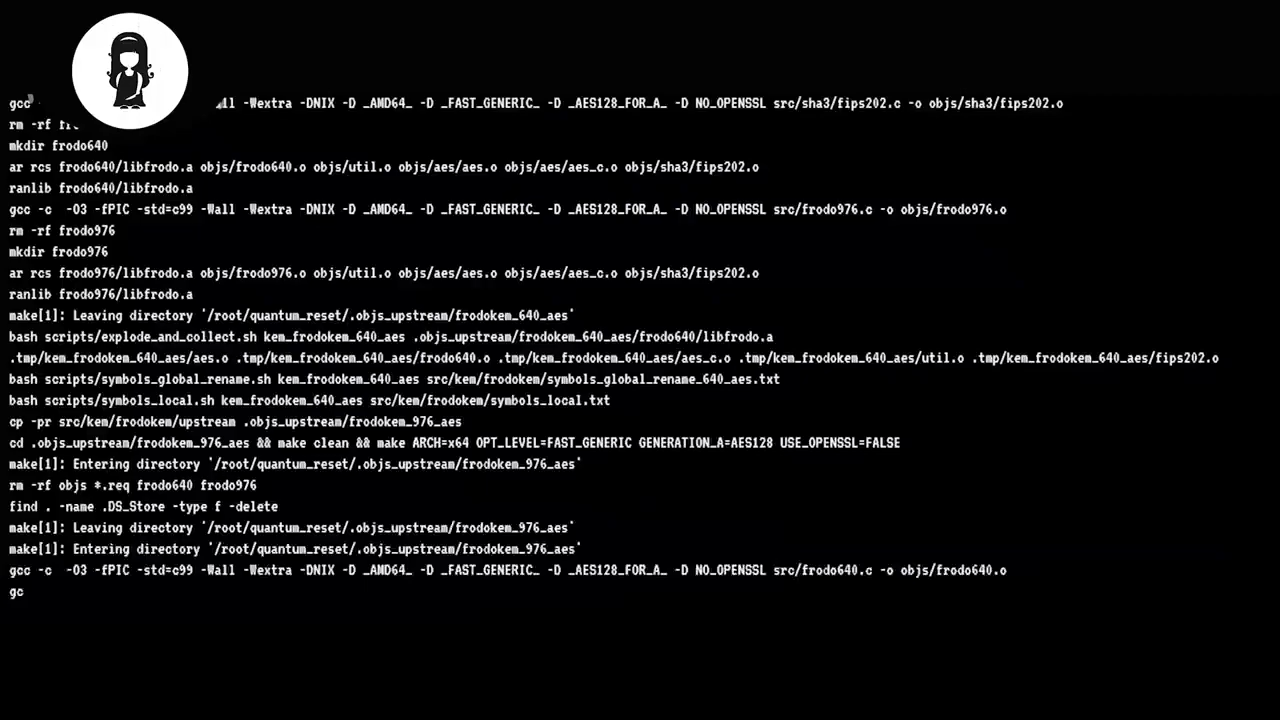 gcc ll -Wextra -DNIX -D _AMD64_ -D _FAST_GENERIC_ -D _AES128_FOR_A_ -D NO_OPENSSL src/sha3/fips202.c -o objs/sha3/fips202.o
rm -rf
mkdir frodo640
ar rcs frodo640/libfrodo.a objs/frodo640.o objs/util.o objs/aes/aes.o objs/aes/aes_c.o objs/sha3/fips202.o
ranlib frodo640/libfrodo.a
gcc -c  -O3 -fPIC -std=c99 -Wall -Wextra -DNIX -D _AMD64_ -D _FAST_GENERIC_ -D _AES128_FOR_A_ -D NO_OPENSSL src/frodo976.c -o objs/frodo976.o
rm -rf frodo976
mkdir frodo976
ar rcs frodo976/libfrodo.a objs/frodo976.o objs/util.o objs/aes/aes.o objs/aes/aes_c.o objs/sha3/fips202.o
ranlib frodo976/libfrodo.a
make[1]: Leaving directory '/root/quantum_reset/.objs_upstream/frodokem_640_aes'
bash scripts/explode_and_collect.sh kem_frodokem_640_aes .objs_upstream/frodokem_640_aes/frodo640/libfrodo.a
.tmp/kem_frodokem_640_aes/aes.o .tmp/kem_frodokem_640_aes/frodo640.o .tmp/kem_frodokem_640_aes/aes_c.o .tmp/kem_frodokem_640_aes/util.o .tmp/kem_frodokem_640_aes/fips202.o
bash scripts/symbols_global_rename.sh kem_frodokem_640_aes src/kem/frodokem/symbols_global_rename_640_aes.txt
bash scripts/symbols_local.sh kem_frodokem_640_aes src/kem/frodokem/symbols_local.txt
cp -pr src/kem/frodokem/upstream .objs_upstream/frodokem_976_aes
cd .objs_upstream/frodokem_976_aes && make clean && make ARCH=x64 OPT_LEVEL=FAST_GENERIC GENERATION_A=AES128 USE_OPENSSL=FALSE
make[1]: Entering directory '/root/quantum_reset/.objs_upstream/frodokem_976_aes'
rm -rf objs *.req frodo640 frodo976
find . -name .DS_Store -type f -delete
make[1]: Leaving directory '/root/quantum_reset/.objs_upstream/frodokem_976_aes'
make[1]: Entering directory '/root/quantum_reset/.objs_upstream/frodokem_976_aes'
gcc -c  -O3 -fPIC -std=c99 -Wall -Wextra -DNIX -D _AMD64_ -D _FAST_GENERIC_ -D _AES128_FOR_A_ -D NO_OPENSSL src/frodo640.c -o objs/frodo640.o
gc